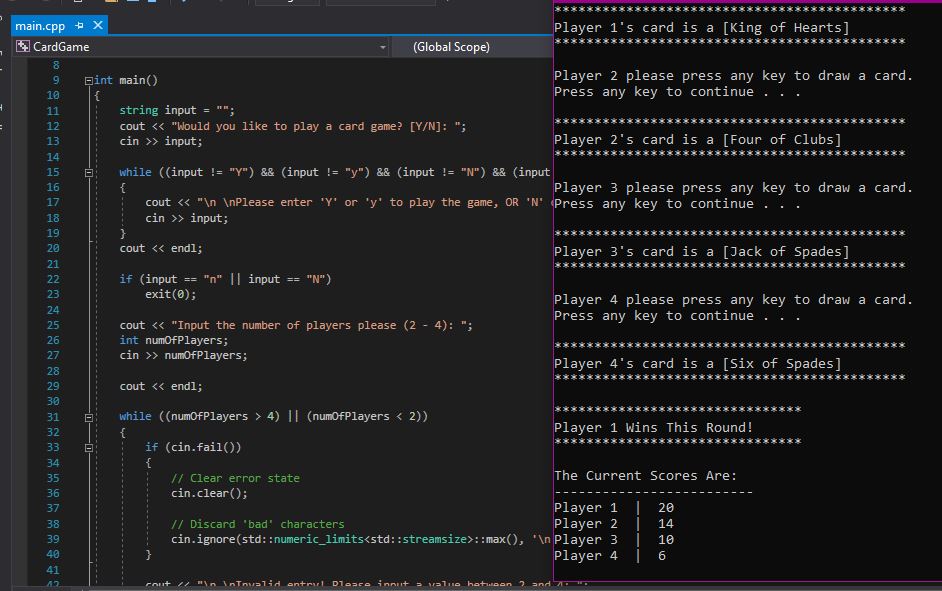 main.cpp
CardGame
(Global Scope)
8
9 int main()
10 {
11 string input = "";
12 cout << "Would you like to play a card game? [Y/N]: ";
13 cin >> input;
14
15 while ((input != "Y") && (input != "y") && (input != "N") && (input
16 {
17 cout << "\n \nPlease enter 'Y' or 'y' to play the game, OR 'N'
18 cin >> input;
19 }
20 cout << endl;
21
22 if (input == "n" || input == "N")
23 exit(0);
24
25 cout << "Input the number of players please (2 - 4): ";
26 int numOfPlayers;
27 cin >> numOfPlayers;
28
29 cout << endl;
30
31 while ((numOfPlayers > 4) || (numOfPlayers < 2))
32 {
33 if (cin.fail())
34 {
35 // Clear error state
36 cin.clear();
37
38 // Discard 'bad' characters
39 cin.ignore(std::numeric_limits<std::streamsize>::max(), '\n
40 }
41
42 cout << "\n \nInvalid entry! Please input a value between 2 and 4: ";
********************************************
Player 1's card is a [King of Hearts]
********************************************
Player 2 please press any key to draw a card.
Press any key to continue . . .
********************************************
Player 2's card is a [Four of Clubs]
********************************************
Player 3 please press any key to draw a card.
Press any key to continue . . .
********************************************
Player 3's card is a [Jack of Spades]
********************************************
Player 4 please press any key to draw a card.
Press any key to continue . . .
********************************************
Player 4's card is a [Six of Spades]
********************************************
*******************************
Player 1 Wins This Round!
*******************************
The Current Scores Are:
-------------------------
Player 1 | 20
Player 2 | 14
Player 3 | 10
Player 4 | 6